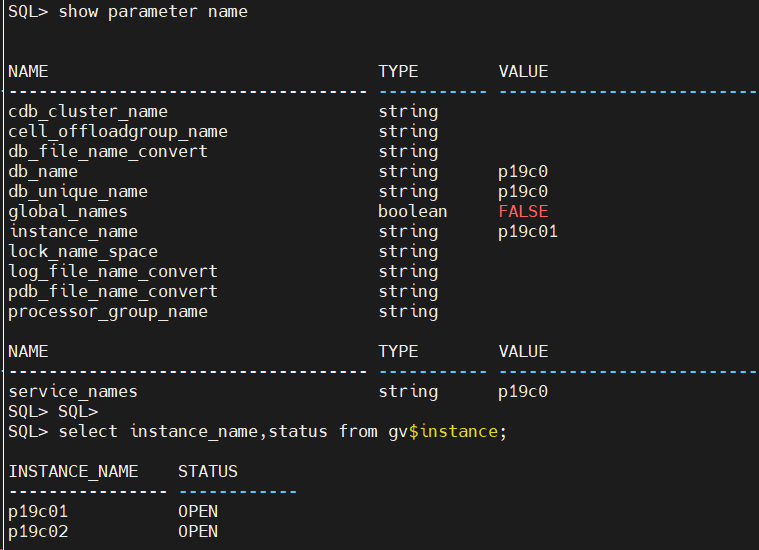 SQL> show parameter name
NAME TYPE VALUE
------------------------------------ ----------- ------------------------------
cdb_cluster_name string
cell_offloadgroup_name string
db_file_name_convert string
db_name string p19c0
db_unique_name string p19c0
global_names boolean FALSE
instance_name string p19c01
lock_name_space string
log_file_name_convert string
pdb_file_name_convert string
processor_group_name string
NAME TYPE VALUE
------------------------------------ ----------- ------------------------------
service_names string p19c0
SQL> SQL>
SQL> select instance_name,status from gv$instance;
INSTANCE_NAME STATUS
---------------- ------------
p19c01 OPEN
p19c02 OPEN